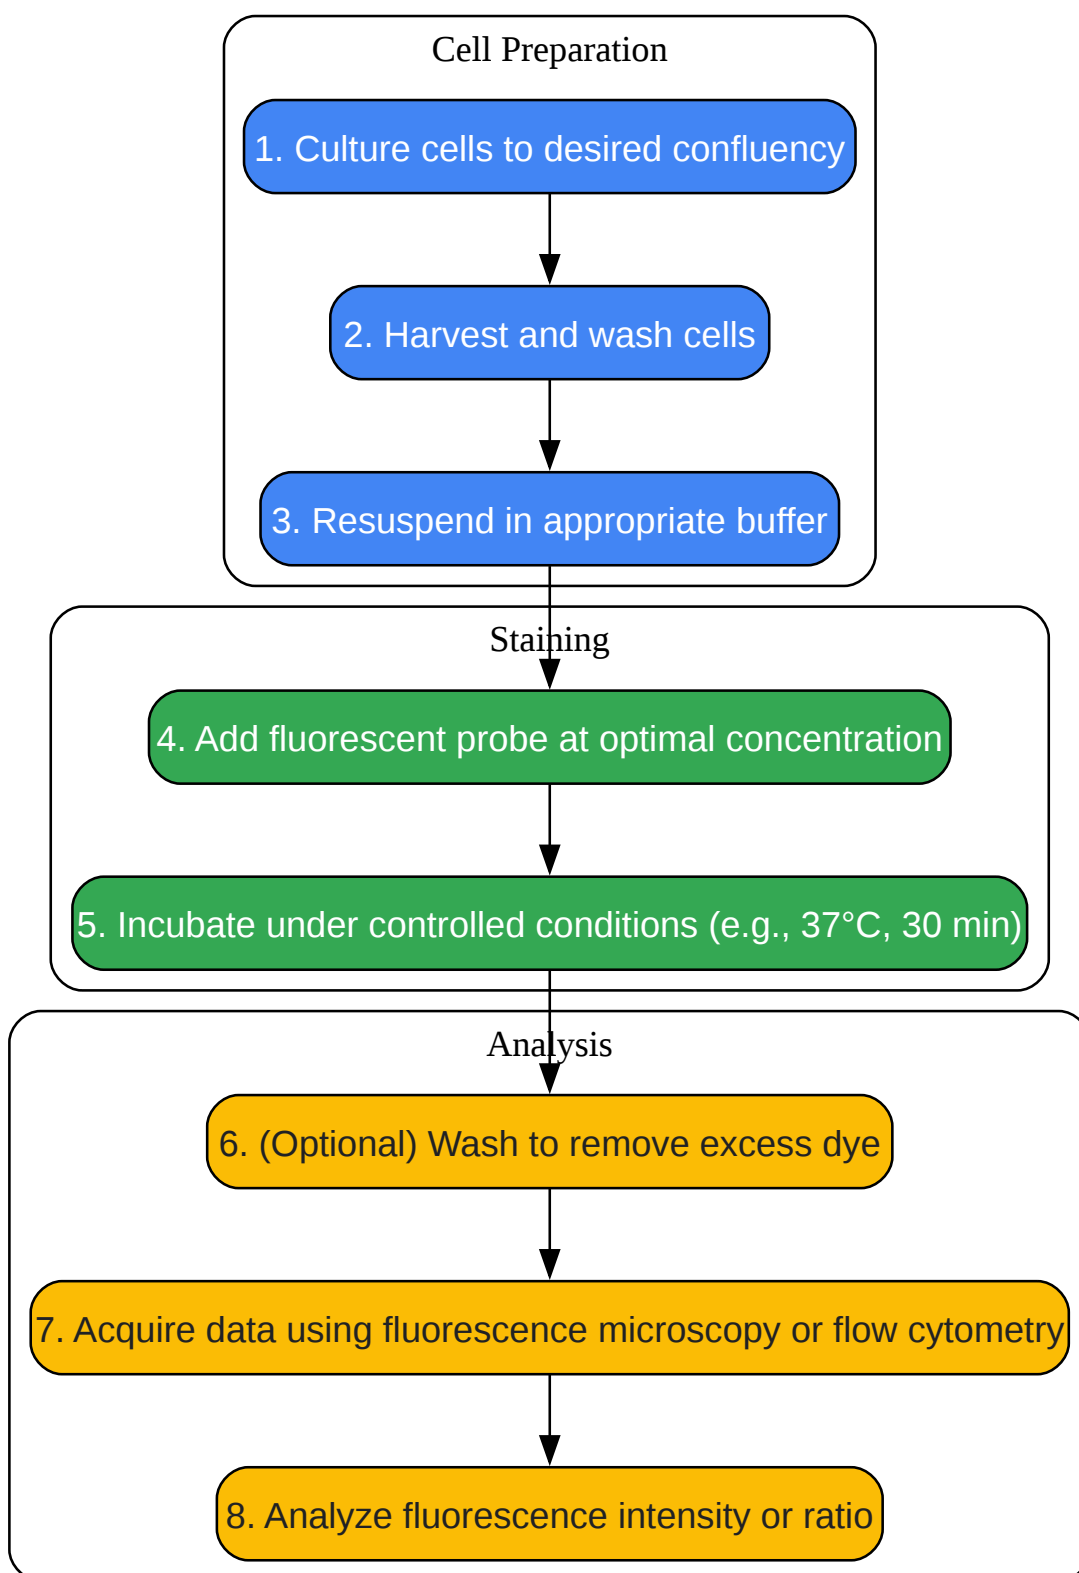 Cell Preparation
1. Culture cells to desired confluency
2. Harvest and wash cells
3. Resuspend in appropriate buffer
Staining
4. Add fluorescent probe at optimal concentration
5. Incubate under controlled conditions (e.g., 37°C, 30 min)
Analysis
6. (Optional) Wash to remove excess dye
7. Acquire data using fluorescence microscopy or flow cytometry
8. Analyze fluorescence intensity or ratio